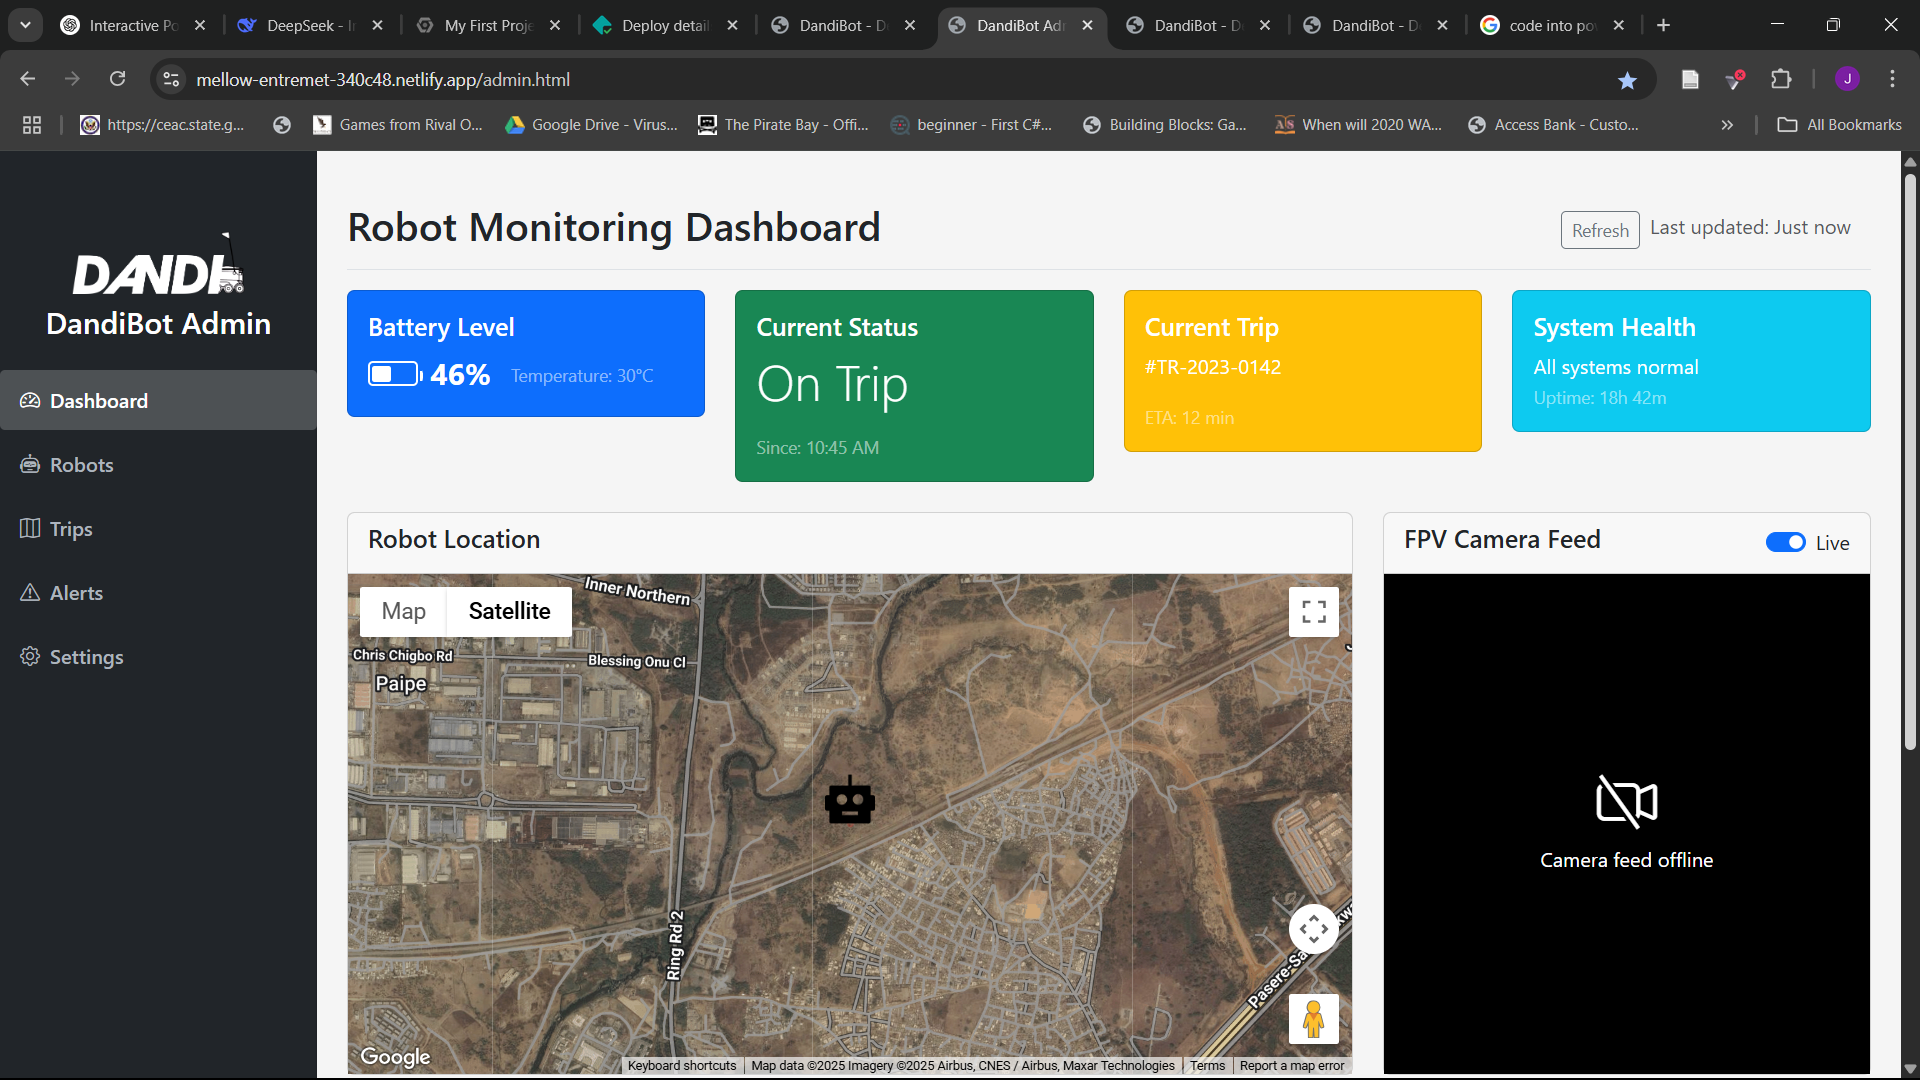 Interactive Po
DeepSeek - I
My First Proje
Deploy detail
DandiBot - D
DandiBot Adm
DandiBot - D
DandiBot - D
code into po
mellow-entremet-340c48.netlify.app/admin.html
J
https://ceac.state.g...
Games from Rival O...
Google Drive - Virus...
The Pirate Bay - Offi...
beginner - First C#...
Building Blocks: Ga...
AS
When will 2020 WA...
Access Bank - Custo...
All Bookmarks
DANDI
DandiBot Admin
Dashboard
Robots
Trips
Alerts
Settings
Robot Monitoring Dashboard
Refresh
Last updated: Just now
Battery Level
46%
Temperature: 30°C
Current Status
On Trip
Since: 10:45 AM
Current Trip
#TR-2023-0142
ETA: 12 min
System Health
All systems normal
Uptime: 18h 42m
Robot Location
Map
Satellite
Inner Northern
Chris Chigbo Rd
Blessing Onu Cl
Paipe
Ring Rd 2
Google
Keyboard shortcuts
Map data ©2025 Imagery ©2025 Airbus, CNES / Airbus, Maxar Technologies
Terms
Report a map error
FPV Camera Feed
Live
Camera feed offline